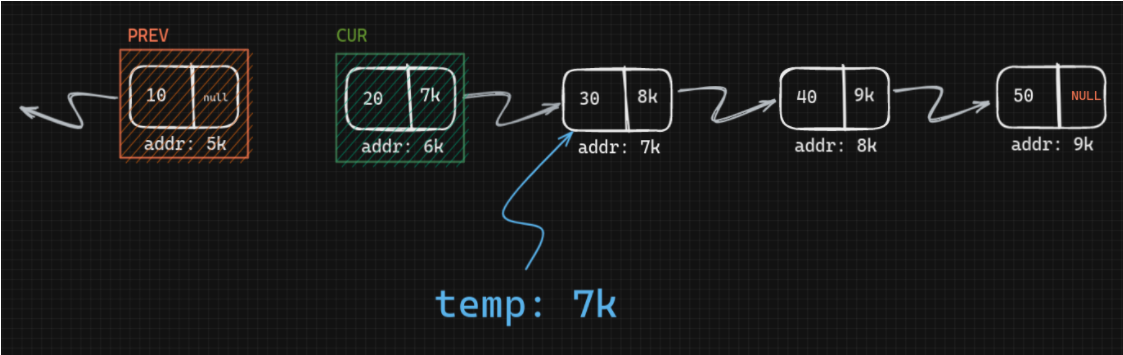 PREV
CUR
10 null
20 7k
30 8k
40 9k
50 NULL
addr: 5k
addr: 6k
addr: 7k
addr: 8k
addr: 9k
temp: 7k